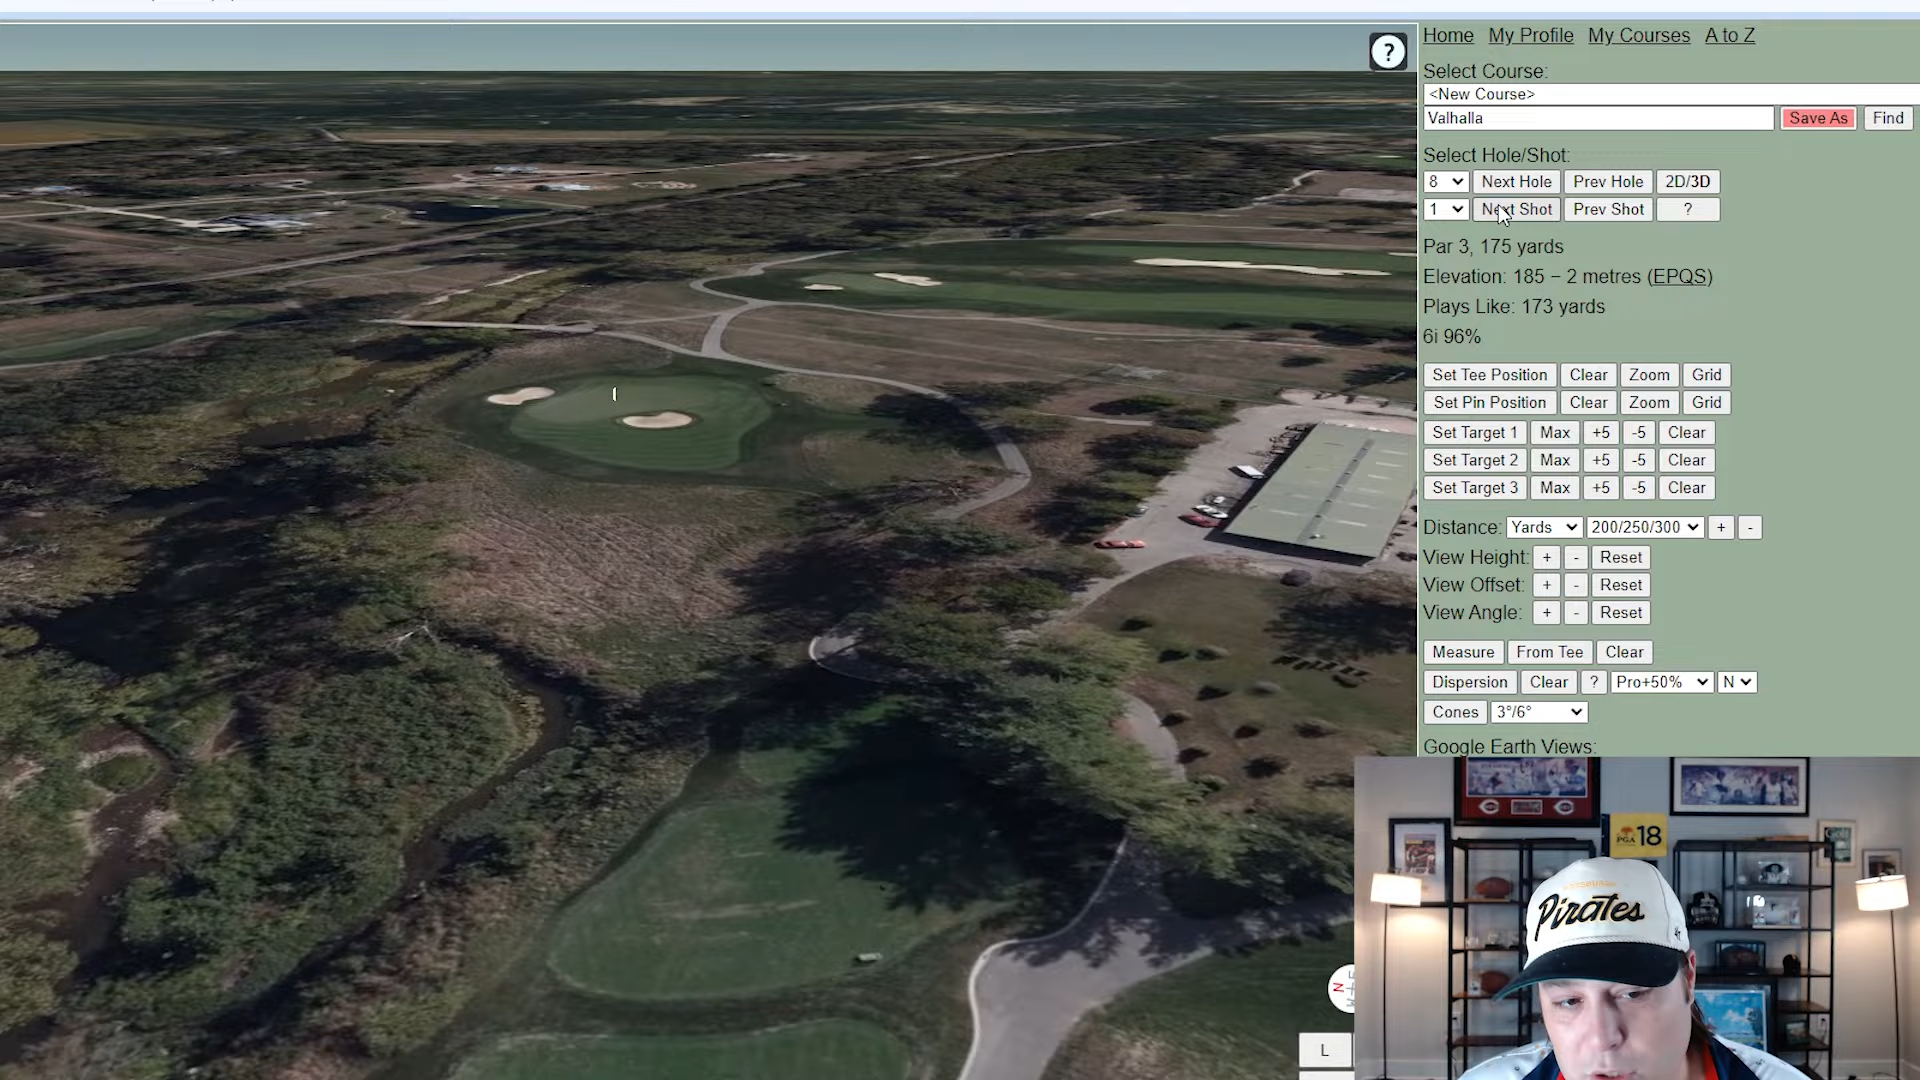 ?
Home My Profile My Courses A to Z
Select Course:
<New Course>
Valhalla Save As Find
Select Hole/Shot:
8 Next Hole Prev Hole 2D/3D
1 Next Shot Prev Shot ?
Par 3, 175 yards
Elevation: 185 − 2 metres (EPQS)
Plays Like: 173 yards
6i 96%
Set Tee Position Clear Zoom Grid
Set Pin Position Clear Zoom Grid
Set Target 1 Max +5 -5 Clear
Set Target 2 Max +5 -5 Clear
Set Target 3 Max +5 -5 Clear
Distance: Yards 200/250/300 + -
View Height: + - Reset
View Offset: + - Reset
View Angle: + - Reset
Measure From Tee Clear
Dispersion Clear ? Pro+50% N
Cones 3°/6°
Google Earth Views:
PGA 18
Golf
Pirates
N
L